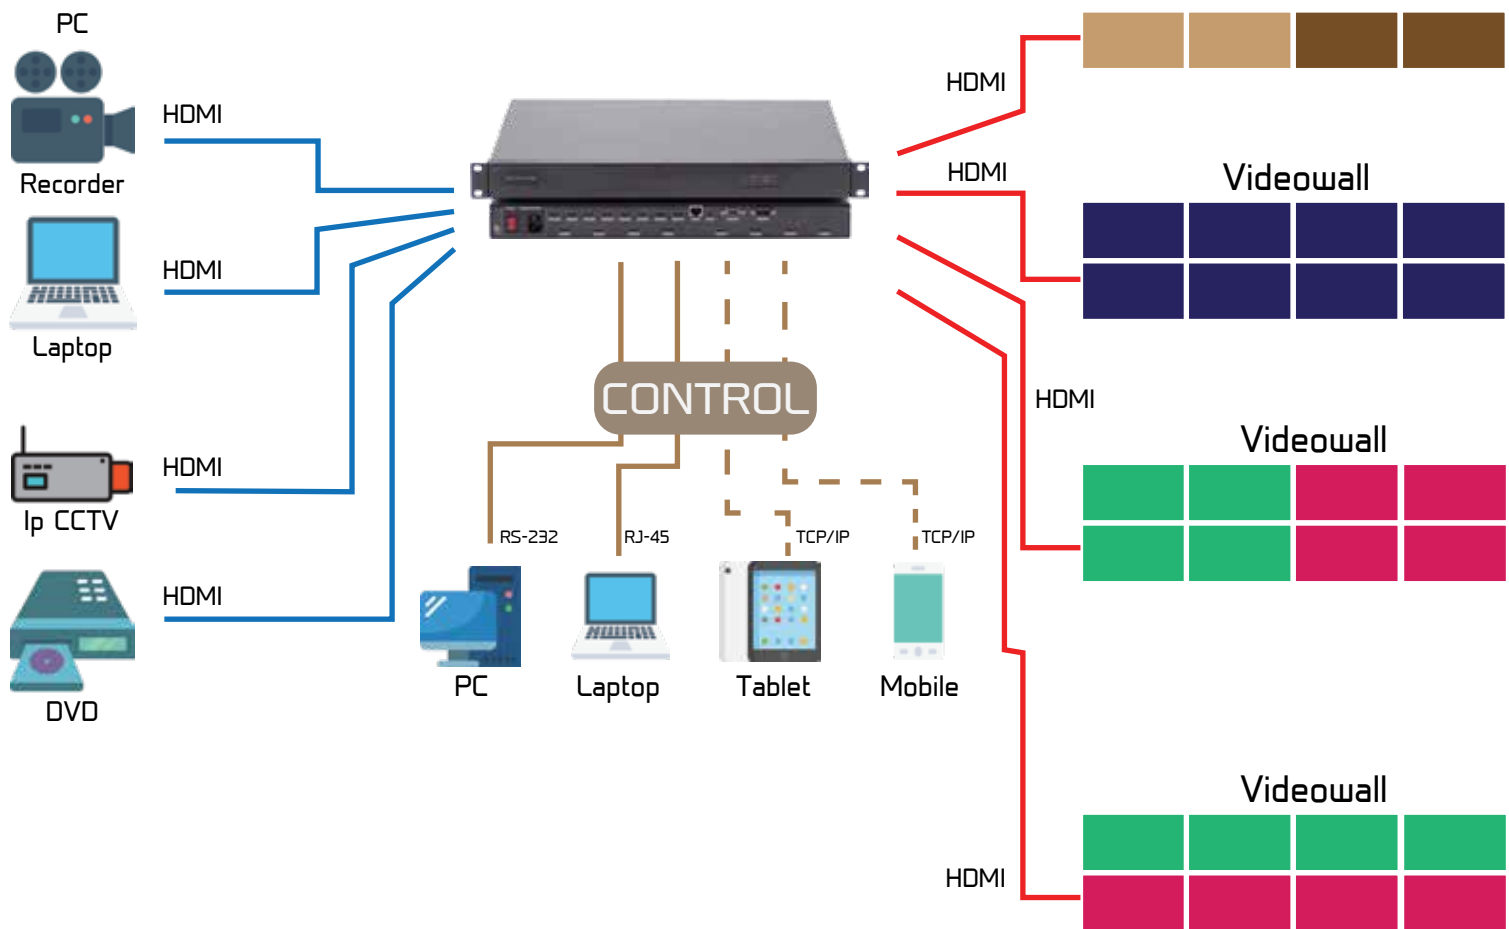 PC
HDMI
Recorder
HDMI
Laptop
HDMI
Ip CCTV
HDMI
DVD
CONTROL
RS-232
RJ-45
TCP/IP
TCP/IP
PC
Laptop
Tablet
Mobile
HDMI
HDMI
Videowall
HDMI
Videowall
Videowall
HDMI